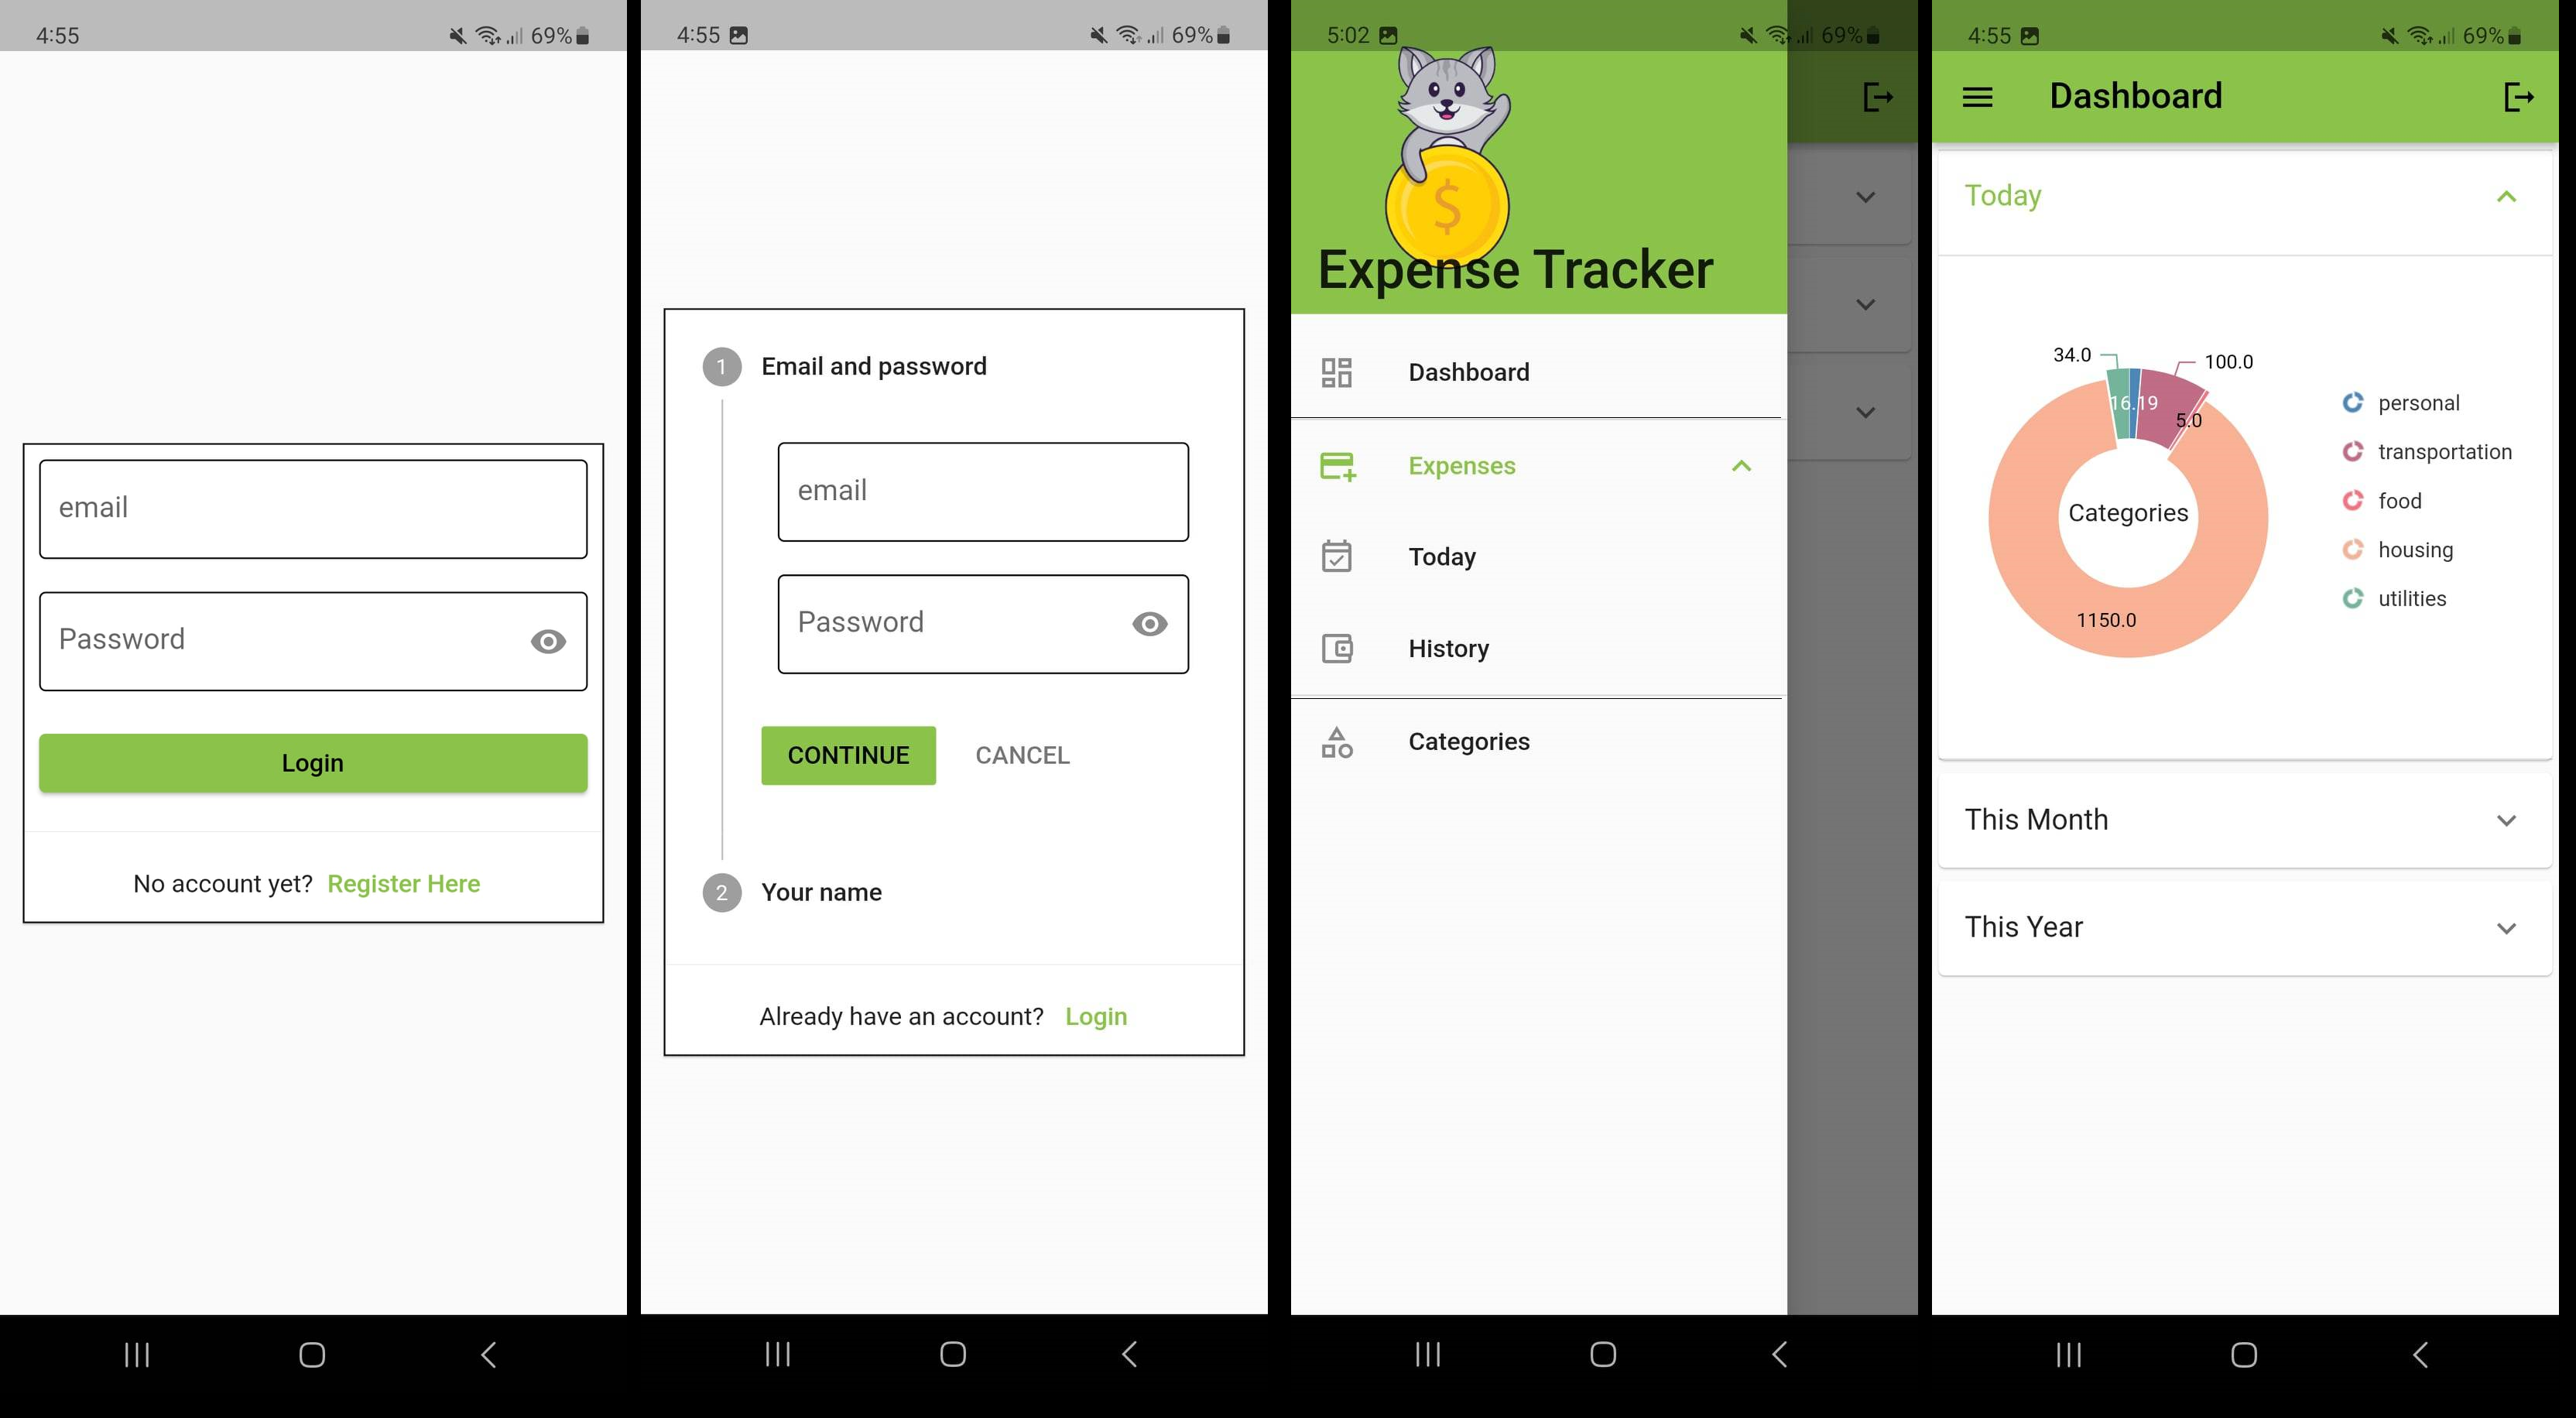 4:55
69%
email
Password
Login
No account yet? Register Here
4:55
69%
1 Email and password
email
Password
CONTINUE CANCEL
2 Your name
Already have an account? Login
5:02
69%
$
Expense Tracker
Dashboard
Expenses
Today
History
Categories
4:55
69%
Dashboard
Today
34.0
100.0
16.19
5.0
Categories
1150.0
personal
transportation
food
housing
utilities
This Month
This Year